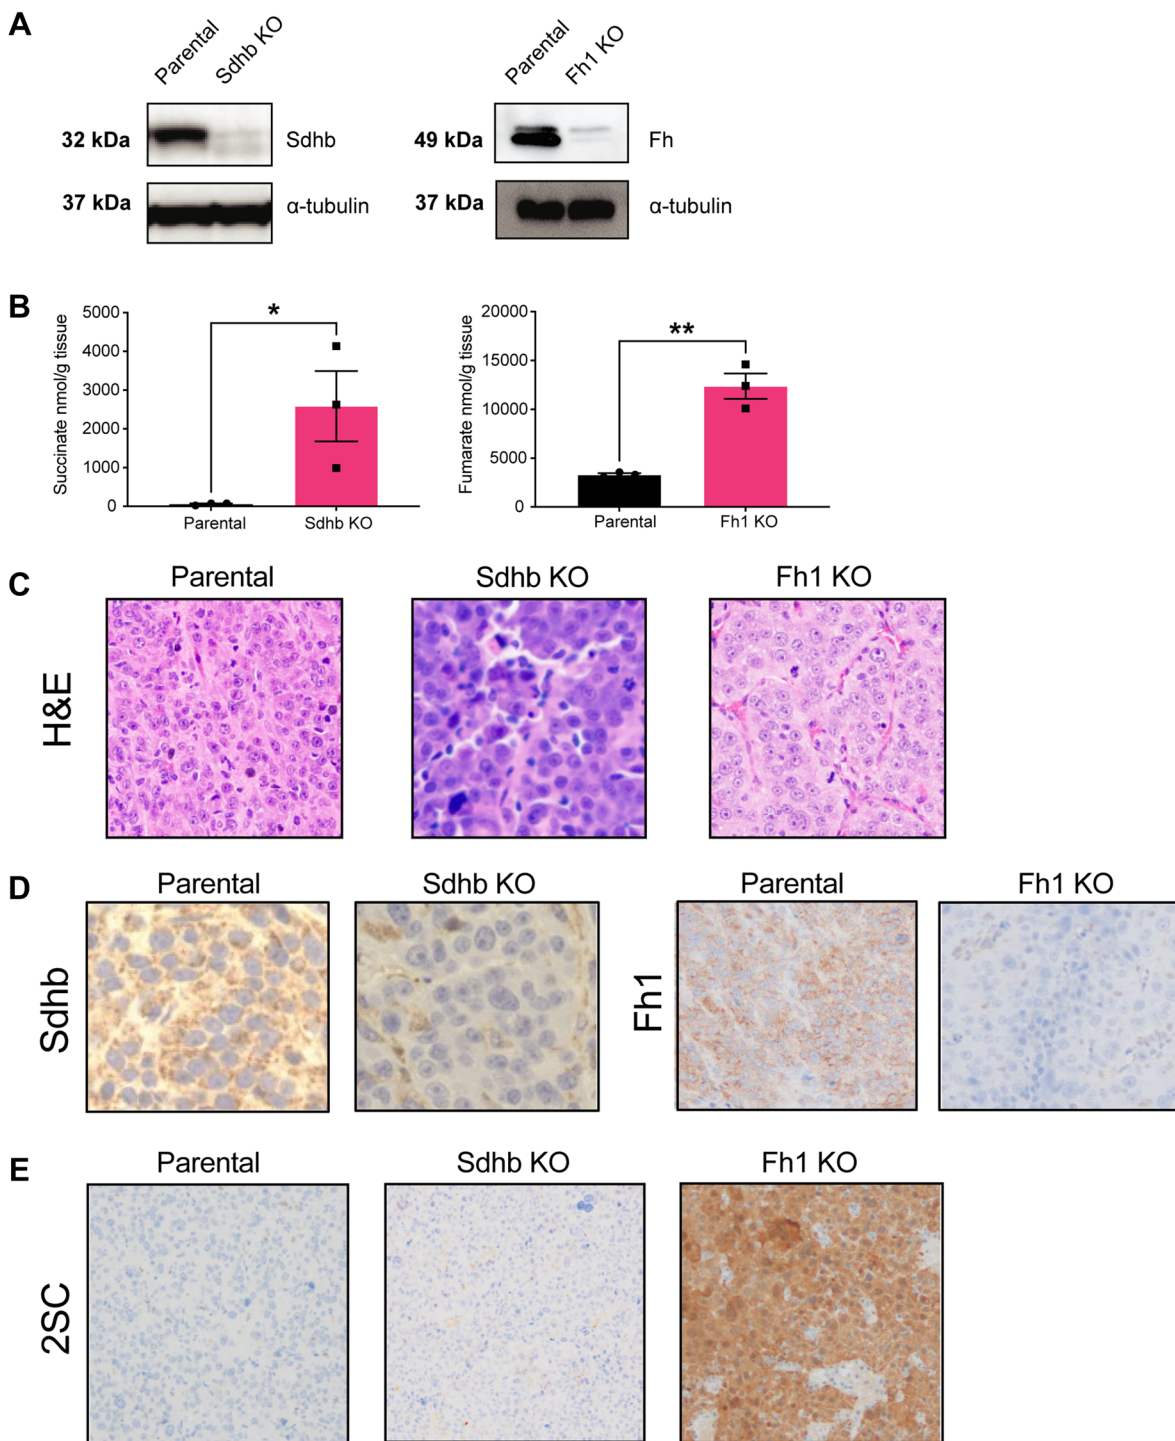 A
Parental
Sdhb KO
32 kDa
Sdhb
37 kDa
α-tubulin
Parental
Fh1 KO
49 kDa
Fh
37 kDa
α-tubulin
B
Succinate nmol/g tissue
5000
4000
3000
2000
1000
0
*
Parental
Sdhb KO
Fumarate nmol/g tissue
20000
15000
10000
5000
0
**
Parental
Fh1 KO
C
Parental
Sdhb KO
Fh1 KO
H&E
D
Parental
Sdhb KO
Parental
Fh1 KO
Sdhb
Fh1
E
Parental
Sdhb KO
Fh1 KO
2SC